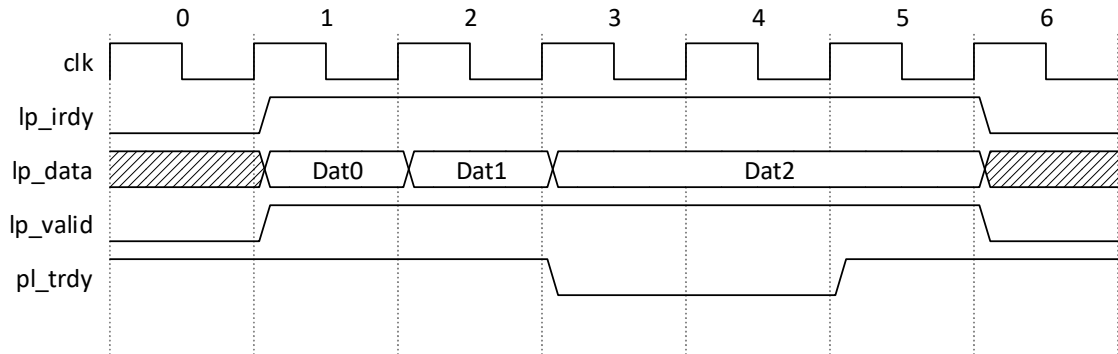 0 1 2 3 4 5 6
clk
lp_irdy
lp_data Dat0 Dat1 Dat2
lp_valid
pl_trdy